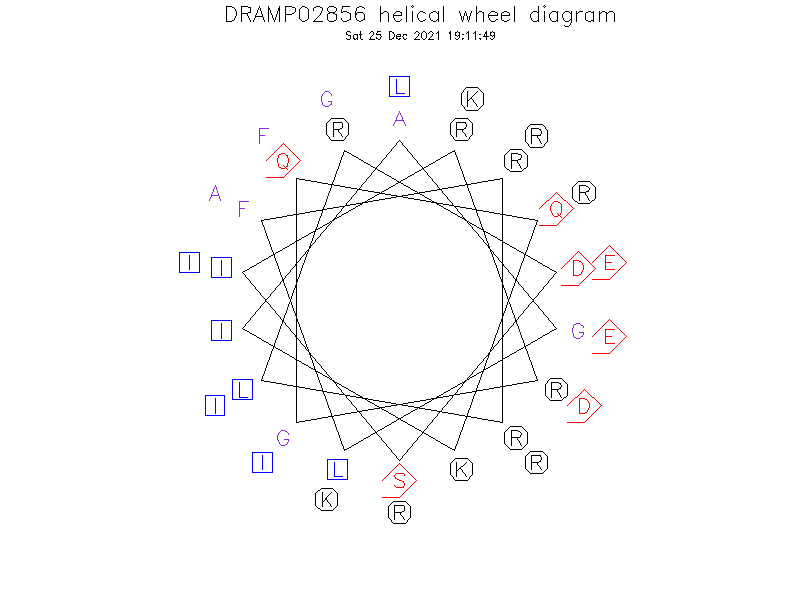 DRAMP02856 helical wheel diagram
Sat 25 Dec 2021 19:11:49
L
G K
R A R
F R
Q R
A F Q R
I I D E
I G E
I L R D
G R
I L S K R
K R